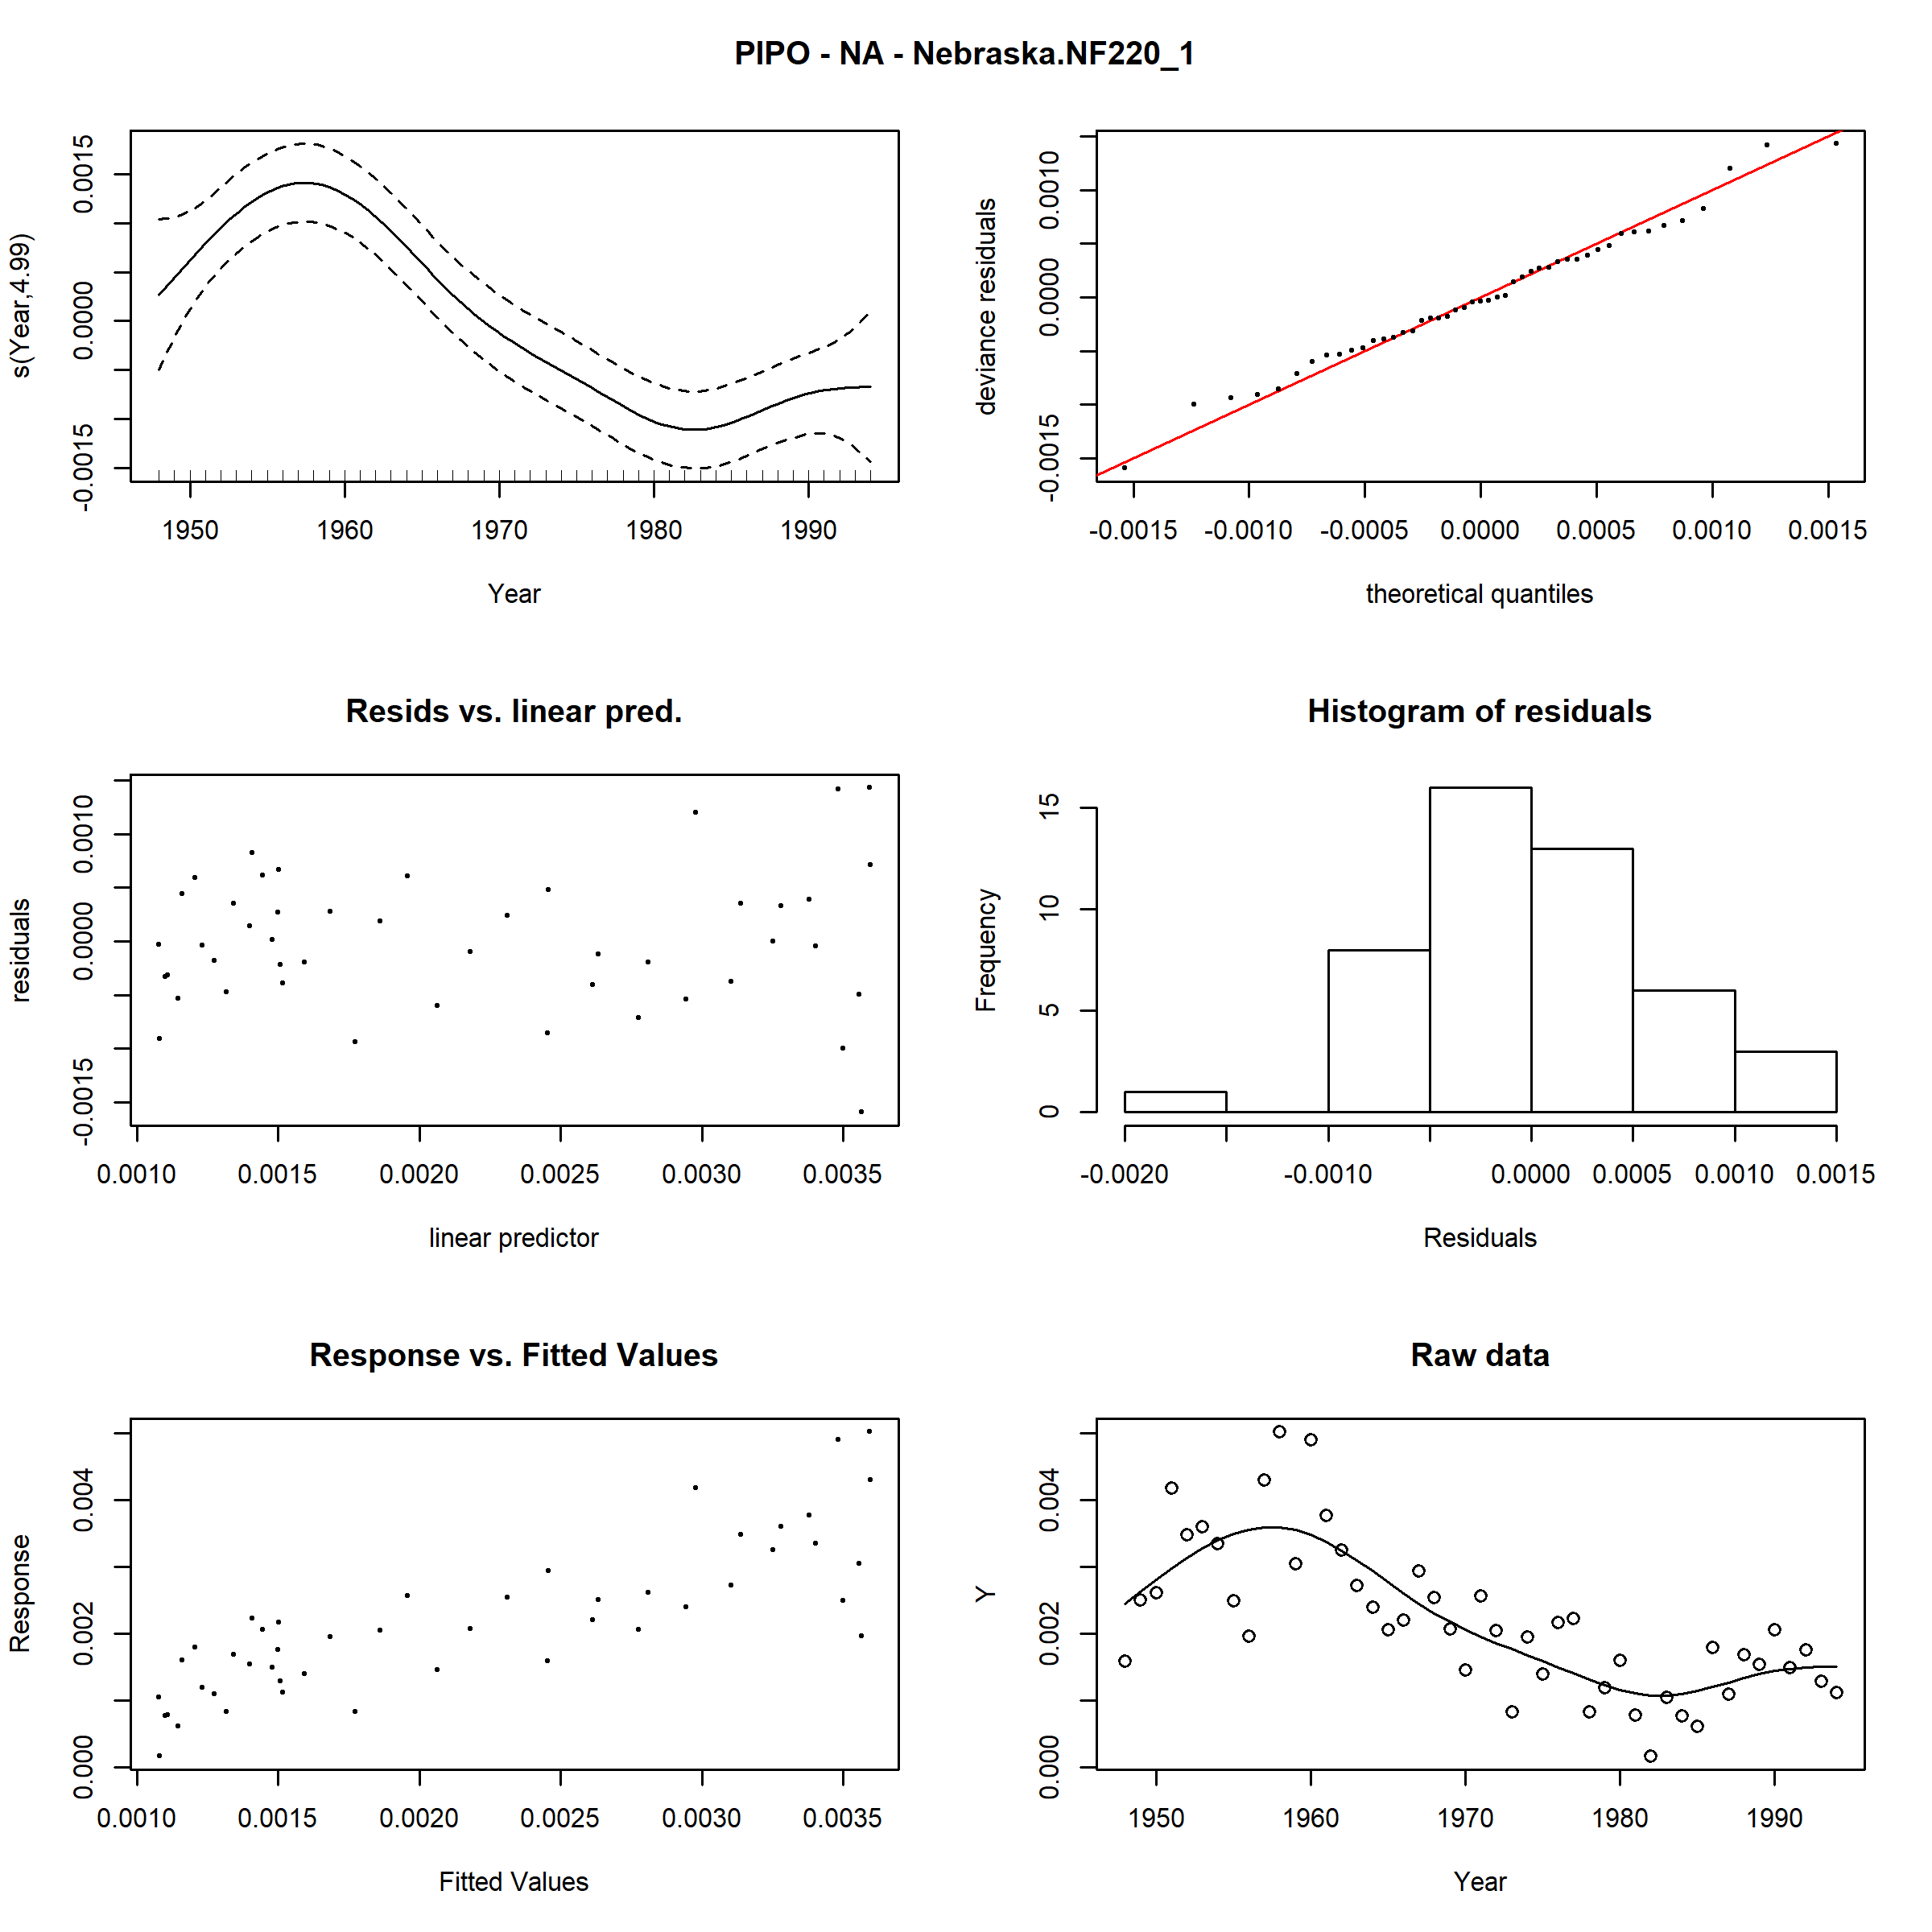 PIPO - NA - Nebraska.NF220_1
s(Year,4.99)
-0.0015 0.0000 0.0015
1950 1960 1970 1980 1990
Year
deviance residuals
-0.0015 0.0000 0.0010
-0.0015 -0.0010 -0.0005 0.0000 0.0005 0.0010 0.0015
theoretical quantiles
Resids vs. linear pred.
residuals
-0.0015 0.0000 0.0010
0.0010 0.0015 0.0020 0.0025 0.0030 0.0035
linear predictor
Histogram of residuals
Frequency
0 5 10 15
-0.0020 -0.0010 0.0000 0.0005 0.0010 0.0015
Residuals
Response vs. Fitted Values
Response
0.000 0.002 0.004
0.0010 0.0015 0.0020 0.0025 0.0030 0.0035
Fitted Values
Raw data
Y
0.000 0.002 0.004
1950 1960 1970 1980 1990
Year